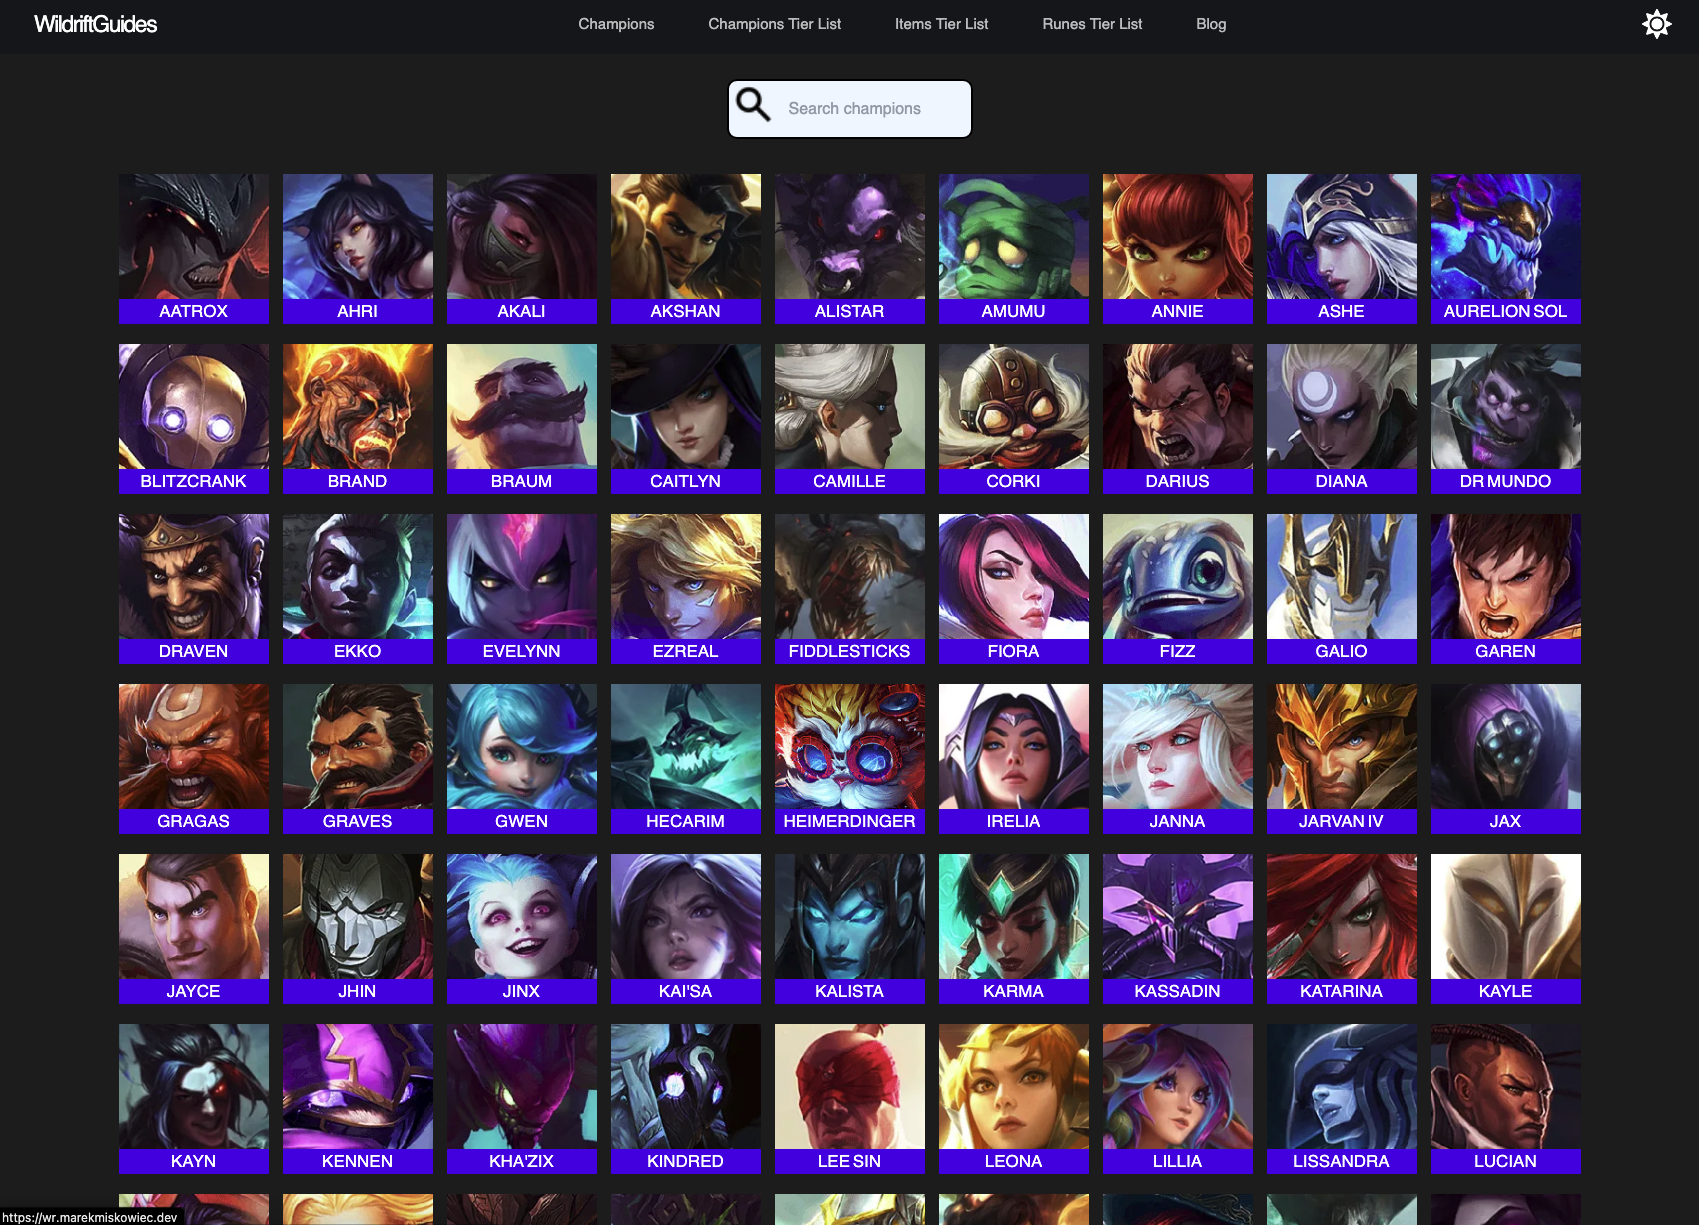 WildriftGuides
Champions
Champions Tier List
Items Tier List
Runes Tier List
Blog
Search champions
AATROX
AHRI
AKALI
AKSHAN
ALISTAR
AMUMU
ANNIE
ASHE
AURELION SOL
BLITZCRANK
BRAND
BRAUM
CAITLYN
CAMILLE
CORKI
DARIUS
DIANA
DR MUNDO
DRAVEN
EKKO
EVELYNN
EZREAL
FIDDLESTICKS
FIORA
FIZZ
GALIO
GAREN
GRAGAS
GRAVES
GWEN
HECARIM
HEIMERDINGER
IRELIA
JANNA
JARVAN IV
JAX
JAYCE
JHIN
JINX
KAI'SA
KALISTA
KARMA
KASSADIN
KATARINA
KAYLE
KAYN
KENNEN
KHA'ZIX
KINDRED
LEE SIN
LEONA
LILLIA
LISSANDRA
LUCIAN
https://wr.marekmiskowiec.dev